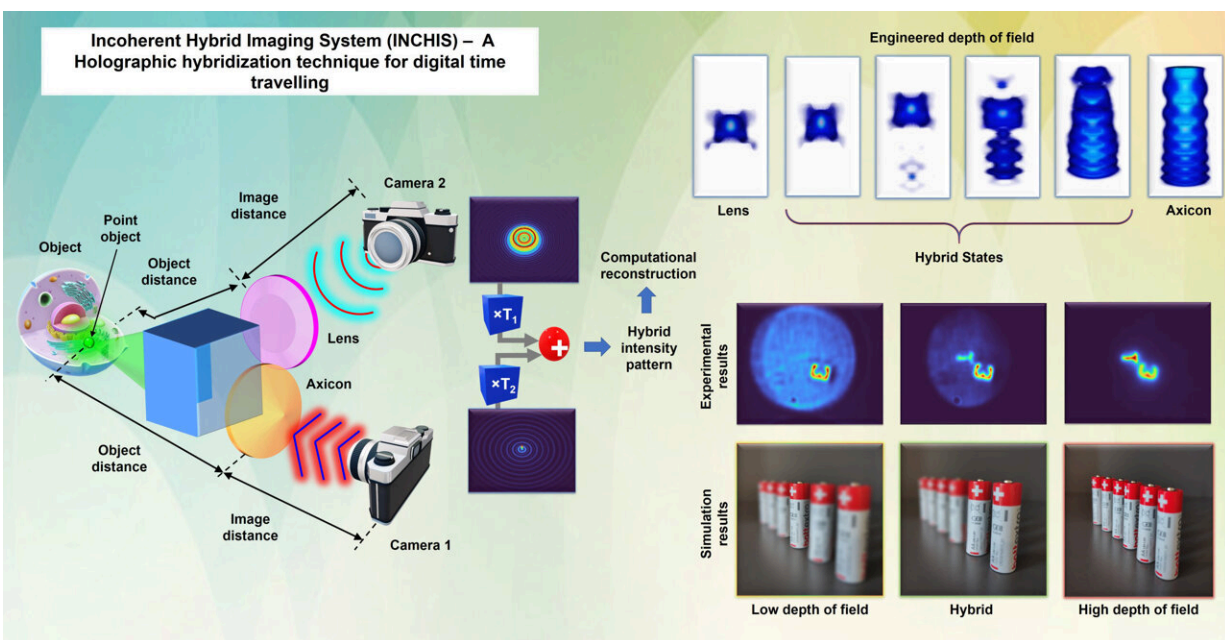 Incoherent Hybrid Imaging System (INCHIS) – A
Holographic hybridization technique for digital time
travelling
Engineered depth of field
Lens
Axicon
Hybrid States
Camera 2
Image
distance
Point
object
Object
Object
distance
Lens
Axicon
Object
distance
Image
distance
Camera 1
×T₁
+
×T₂
Computational
reconstruction
Hybrid
intensity
pattern
Experimental
results
Simulation
results
Low depth of field
Hybrid
High depth of field